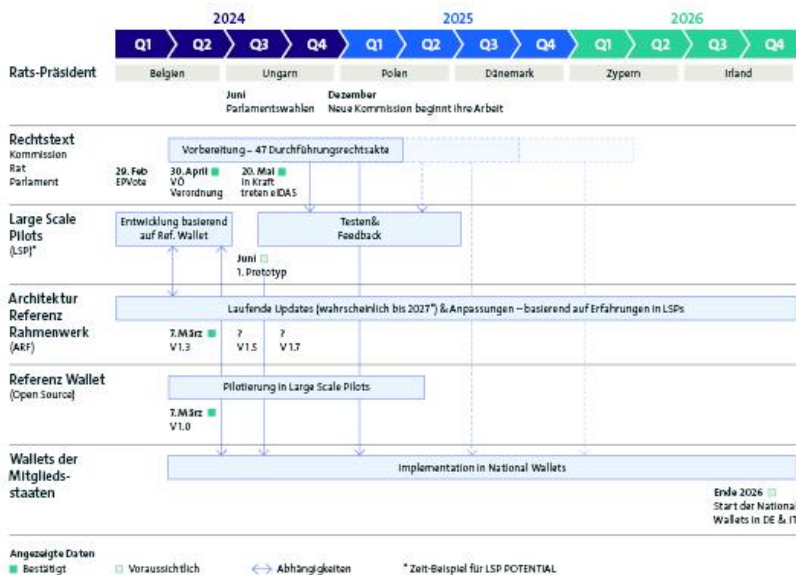 2024 2025 2026
Q1 Q2 Q3 Q4 Q1 Q2 Q3 Q4 Q1 Q2 Q3 Q4
Rats-Präsident Belgien Ungarn Polen Dänemark Zypern Irland
Juni
Parlamentswahlen
Dezember
Neue Kommission beginnt ihre Arbeit
Rechtstext
Kommission
Rat
Parlament
Vorbereitung – 47 Durchführungsrechtsakte
29. Feb
EPVote
30. April
VÖ
Verordnung
20. Mai
in Kraft
treten eIDAS
Large Scale
Pilots
(LSP)*
Entwicklung basierend
auf Ref. Wallet
Testen&
Feedback
Juni
1. Prototyp
Architektur
Referenz
Rahmenwerk
(ARF)
Laufende Updates (wahrscheinlich bis 2027*) & Anpassungen – basierend auf Erfahrungen in LSPs
7. März
V1.3
?
V1.5
?
V1.7
Referenz Wallet
(Open Source)
Pilotierung in Large Scale Pilots
7. März
V1.0
Wallets der
Mitglieds-
staaten
Implementation in National Wallets
Ende 2026
Start der National
Wallets in DE & IT
Angezeigte Daten
Bestätigt Voraussichtlich Abhängigkeiten * Zeit-Beispiel für LSP POTENTIAL